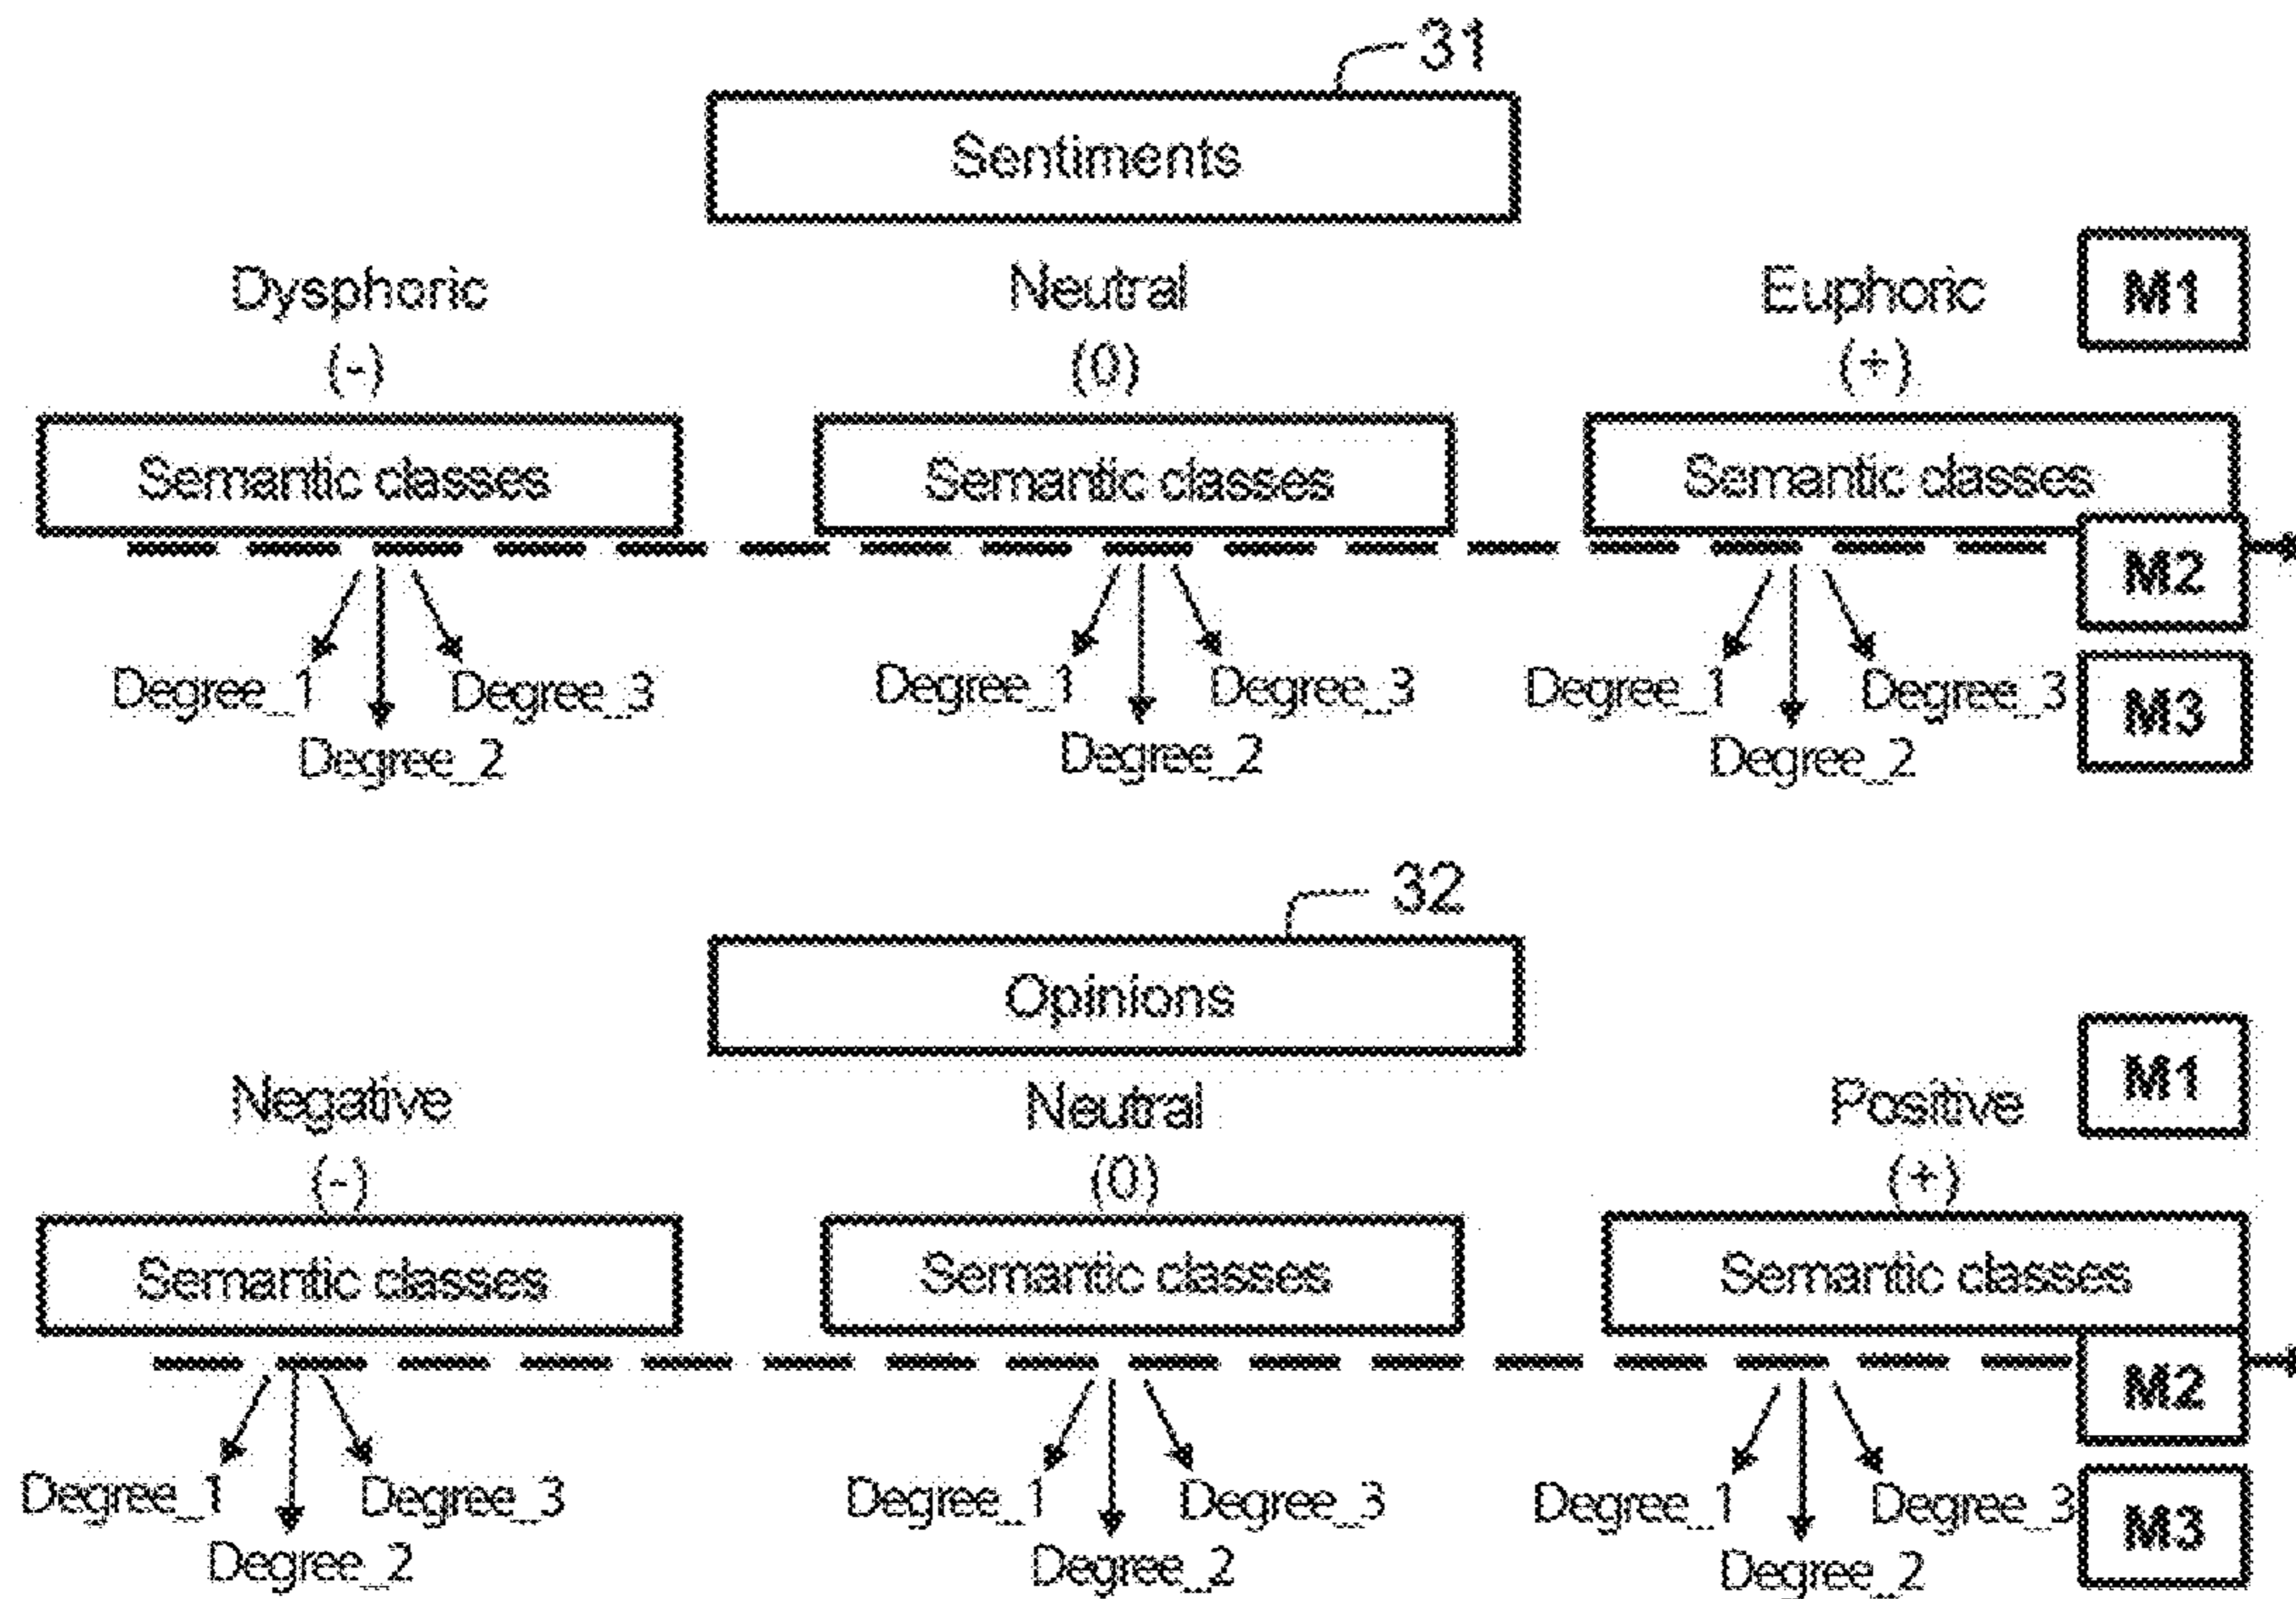 31
Sentiments
Dysphoric Neutral Euphoric M1
(-) (0) (+)
Semantic classes Semantic classes Semantic classes
M2
Degree_1 Degree_3 Degree_1 Degree_3 Degree_1 Degree_3 M3
Degree_2 Degree_2 Degree_2
32
Opinions
Negative Neutral Positive M1
(-) (0) (+)
Semantic classes Semantic classes Semantic classes
M2
Degree_1 Degree_3 Degree_1 Degree_3 Degree_1 Degree_3 M3
Degree_2 Degree_2 Degree_2